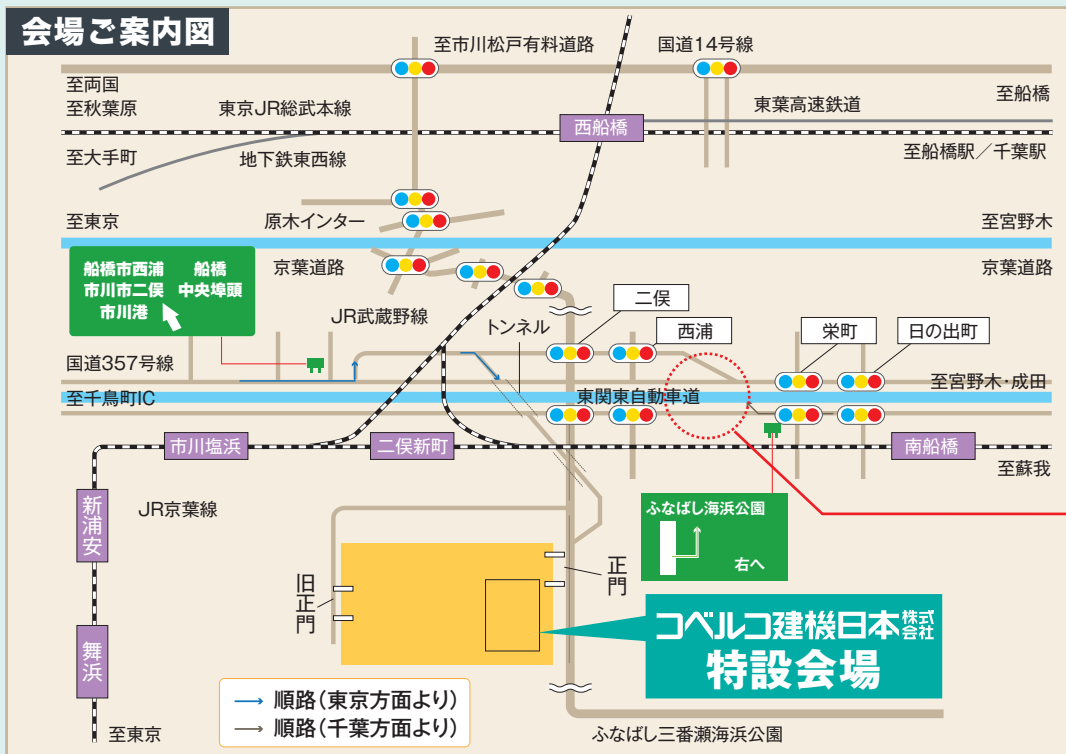 会場ご案内図
至市川松戸有料道路
国道14号線
至両国
至秋葉原
東京JR総武本線
東葉高速鉄道
至船橋
西船橋
至大手町
地下鉄東西線
至船橋駅／千葉駅
至東京
原木インター
至宮野木
京葉道路
京葉道路
船橋市西浦
市川市二俣
市川港
船橋
中央埠頭
JR武蔵野線
トンネル
二俣
西浦
栄町
日の出町
国道357号線
至宮野木・成田
至千鳥町IC
東関東自動車道
市川塩浜
二俣新町
南船橋
至蘇我
新浦安
JR京葉線
ふなばし海浜公園
右へ
旧正門
正門
コベルコ建機日本株式会社
特設会場
舞浜
順路（東京方面より）
順路（千葉方面より）
至東京
ふなばし三番瀬海浜公園